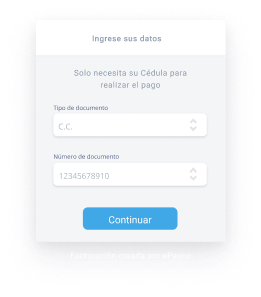 Ingrese sus datos
Solo necesita su Cédula para
realizar el pago
Tipo de documento
C.C.
Número de documento
12345678910
Continuar